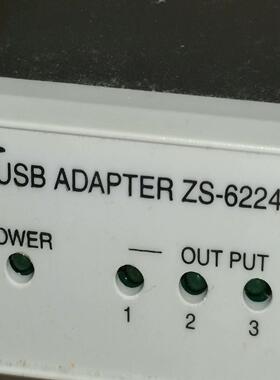 USB ADAPTER ZS-6224
OWER
OUT PUT
1 2 3